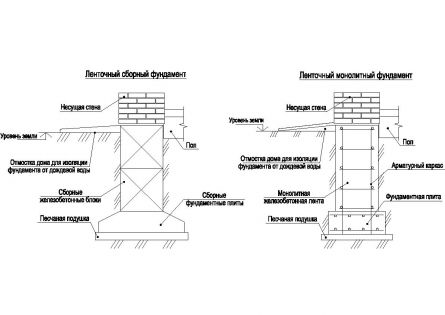 Ленточный сборный фундамент
Несущая стена
Уровень земли
Пол
Отмостка дома для изоляции
фундамента от дождевой воды
Сборные
железобетонные блоки
Сборные
фундаментные плиты
Песчаная подушка
Ленточный монолитный фундамент
Несущая стена
Уровень земли
Пол
Отмостка дома для изоляции
фундамента от дождевой воды
Арматурный каркас
Монолитная
железобетонная лента
Фундаментная плита
Песчаная подушка